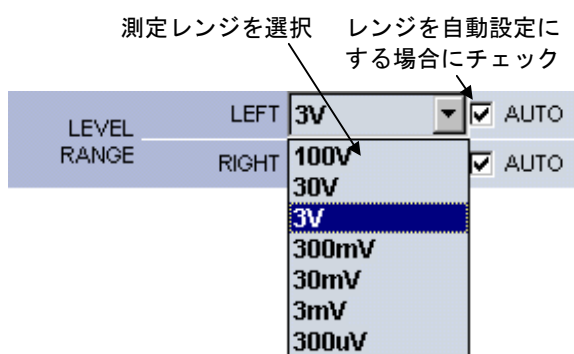 測定レンジを選択
レンジを自動設定に
する場合にチェック
LEVEL
RANGE
LEFT 3V AUTO
RIGHT AUTO
100V
30V
3V
300mV
30mV
3mV
300uV